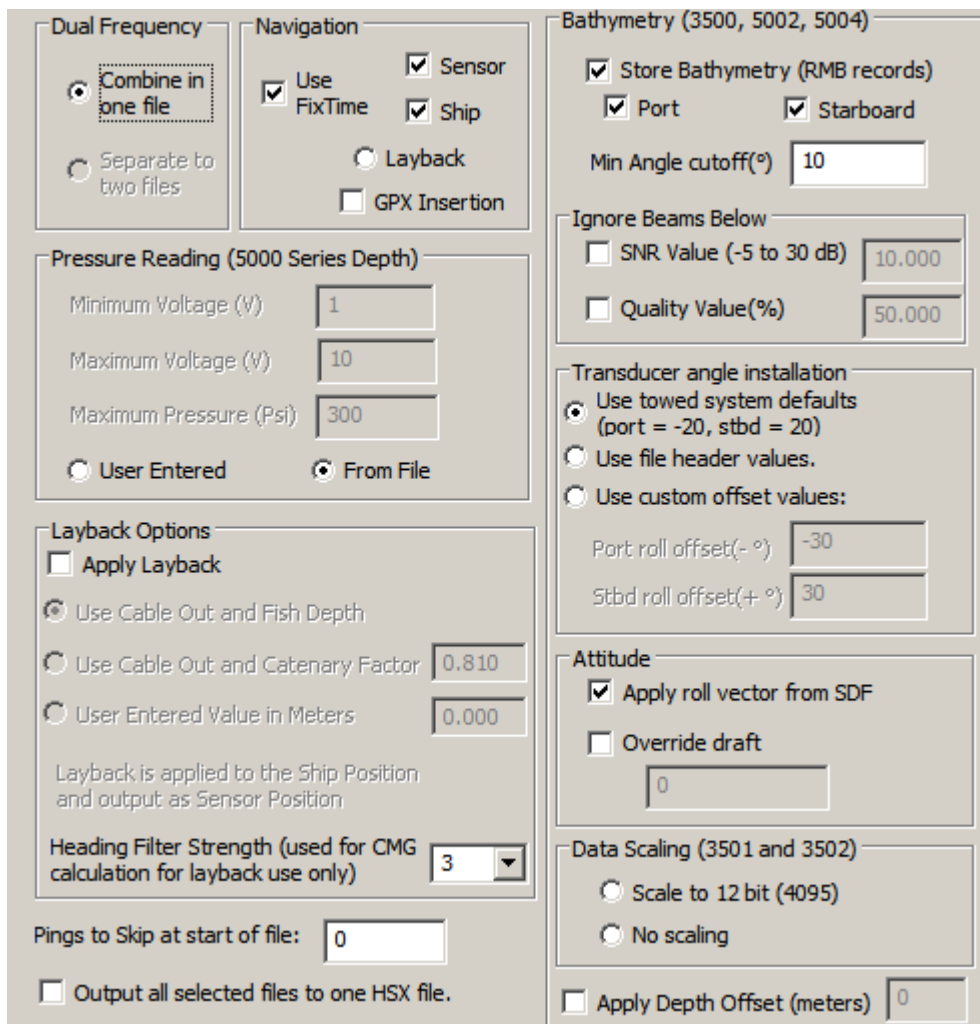 Dual Frequency
Combine in
one file
Separate to
two files
Navigation
Use
FixTime
Sensor
Ship
Layback
GPX Insertion
Pressure Reading (5000 Series Depth)
Minimum Voltage (V) 1
Maximum Voltage (V) 10
Maximum Pressure (Psi) 300
User Entered From File
Layback Options
Apply Layback
Use Cable Out and Fish Depth
Use Cable Out and Catenary Factor 0.810
User Entered Value in Meters 0.000
Layback is applied to the Ship Position
and output as Sensor Position
Heading Filter Strength (used for CMG
calculation for layback use only) 3
Pings to Skip at start of file: 0
Output all selected files to one HSX file.
Bathymetry (3500, 5002, 5004)
Store Bathymetry (RMB records)
Port Starboard
Min Angle cutoff(°) 10
Ignore Beams Below
SNR Value (-5 to 30 dB) 10.000
Quality Value(%) 50.000
Transducer angle installation
Use towed system defaults
(port = -20, stbd = 20)
Use file header values.
Use custom offset values:
Port roll offset(- °) -30
Stbd roll offset(+ °) 30
Attitude
Apply roll vector from SDF
Override draft
0
Data Scaling (3501 and 3502)
Scale to 12 bit (4095)
No scaling
Apply Depth Offset (meters) 0